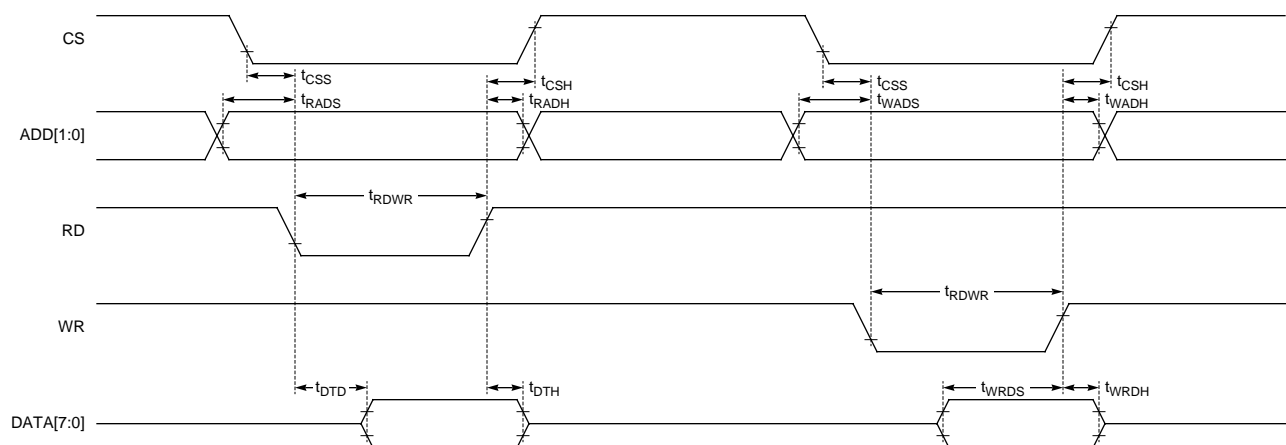 CS
tCSS
tCSH
tCSS
tCSH
tRADS
tRADH
tWADS
tWADH
ADD[1:0]
tRDWR
RD
tRDWR
WR
tDTD
tDTH
tWRDS
tWRDH
DATA[7:0]